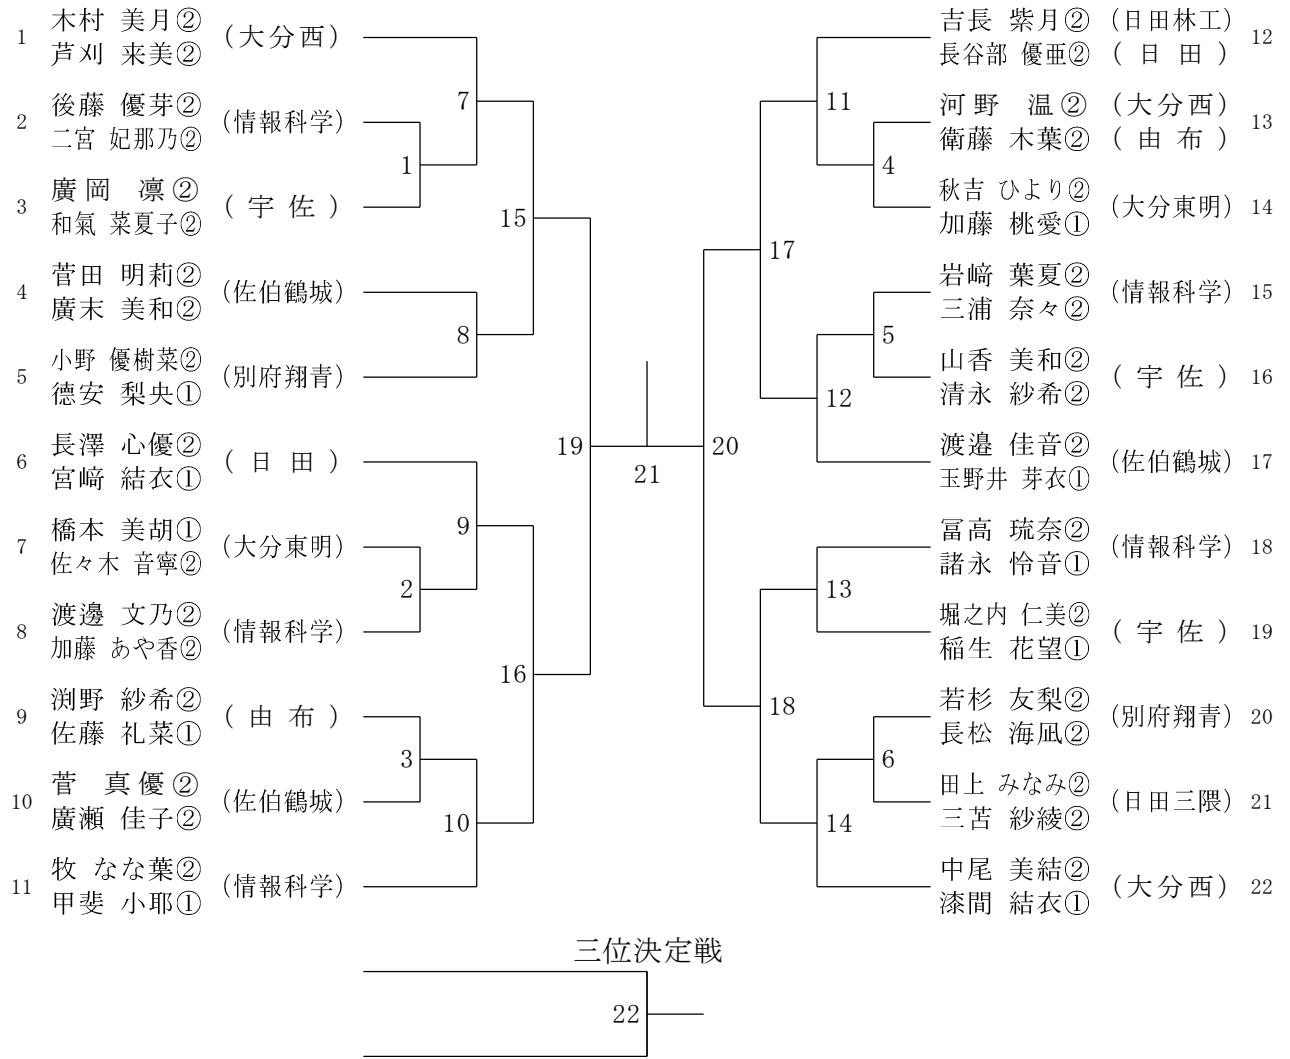 1 木村 美月② (大分西)
芦刈 来美②
2 後藤 優芽② (情報科学)
二宮 妃那乃②
3 廣岡 凛② (宇佐)
和氣 菜夏子②
4 菅田 明莉② (佐伯鶴城)
廣末 美和②
5 小野 優樹菜② (別府翔青)
德安 梨央①
6 長澤 心優② (日田)
宮﨑 結衣①
7 橋本 美胡① (大分東明)
佐々木 音寧②
8 渡邊 文乃② (情報科学)
加藤 あや香②
9 渕野 紗希② (由布)
佐藤 礼菜①
10 菅 真優② (佐伯鶴城)
廣瀬 佳子②
11 牧 なな葉② (情報科学)
甲斐 小耶①
7
1
15
8
19
9
2
16
3
10
21
11
4
17
5
12
20
13
18
6
14
吉長 紫月② (日田林工) 12
長谷部 優亜② (日田)
河野 温② (大分西) 13
衛藤 木葉② (由布)
秋吉 ひより② (大分東明) 14
加藤 桃愛①
岩﨑 葉夏② (情報科学) 15
三浦 奈々②
山香 美和② (宇佐) 16
清永 紗希②
渡邉 佳音② (佐伯鶴城) 17
玉野井 芽衣①
冨高 琉奈② (情報科学) 18
諸永 怜音①
堀之内 仁美② (宇佐) 19
稲生 花望①
若杉 友梨② (別府翔青) 20
長松 海凪②
田上 みなみ② (日田三隈) 21
三苫 紗綾②
中尾 美結② (大分西) 22
漆間 結衣①
三位決定戦
22